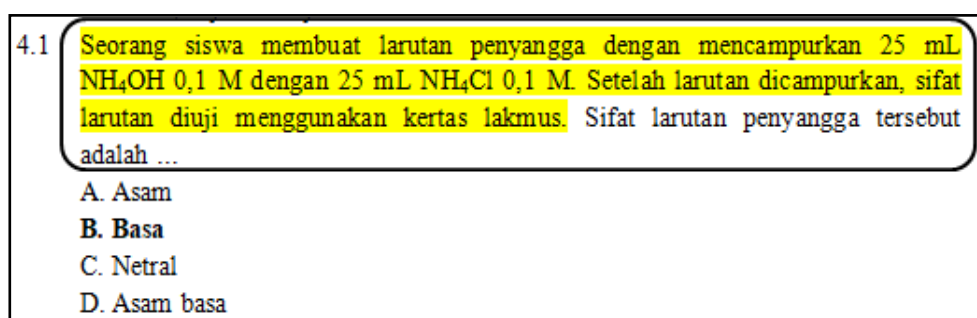 4.1 Seorang siswa membuat larutan penyangga dengan mencampurkan 25 mL
NH₄OH 0,1 M dengan 25 mL NH₄Cl 0,1 M. Setelah larutan dicampurkan, sifat
larutan diuji menggunakan kertas lakmus. Sifat larutan penyangga tersebut
adalah ...
A. Asam
B. Basa
C. Netral
D. Asam basa